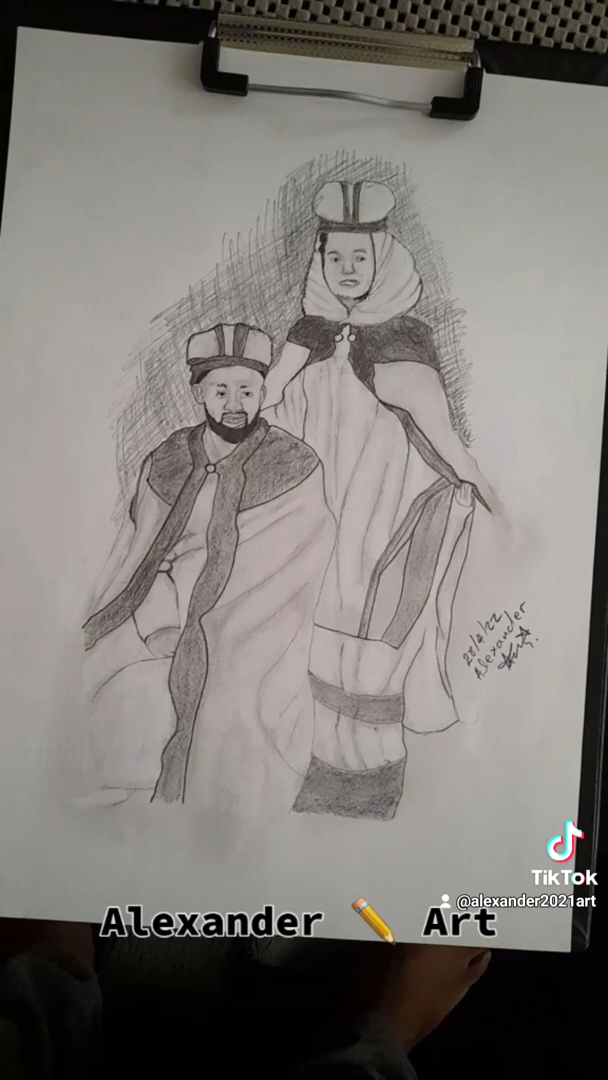 28/4/22
Alexander
TikTok
@alexander2021art
Alexander ✏️ Art